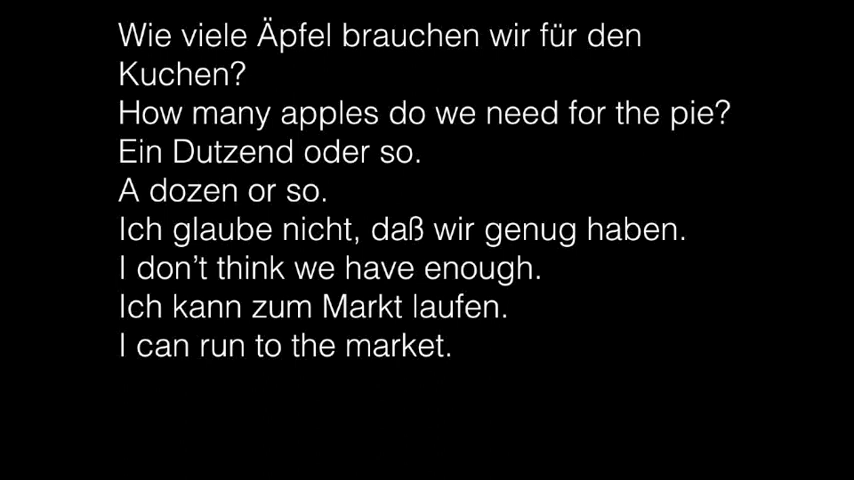 Wie viele Äpfel brauchen wir für den
Kuchen?
How many apples do we need for the pie?
Ein Dutzend oder so.
A dozen or so.
Ich glaube nicht, daß wir genug haben.
I don’t think we have enough.
Ich kann zum Markt laufen.
I can run to the market.